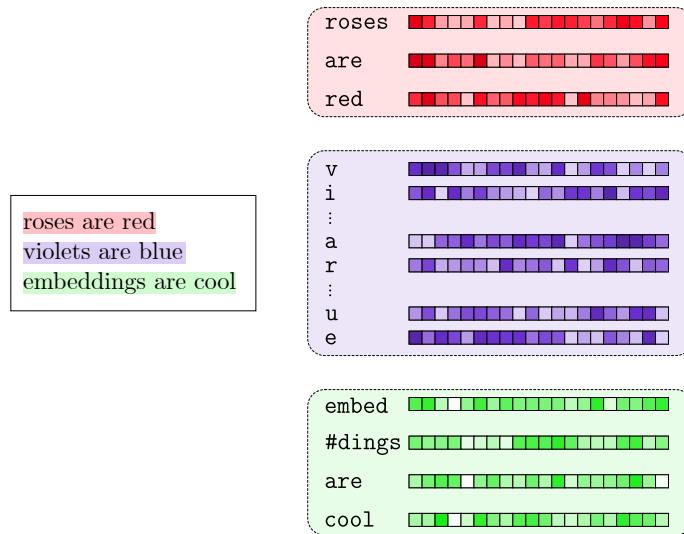 roses are red
violets are blue
embeddings are cool
roses
are
red
v
i
⋮
a
r
⋮
u
e
embed
#dings
are
cool